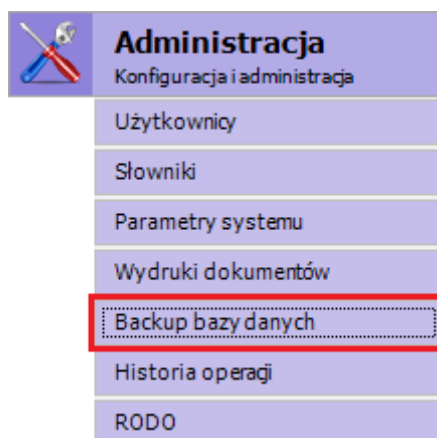 Administracja
Konfiguracja i administracja
Użytkownicy
Słowniki
Parametry systemu
Wydruki dokumentów
Backup bazy danych
Historia operacji
RODO